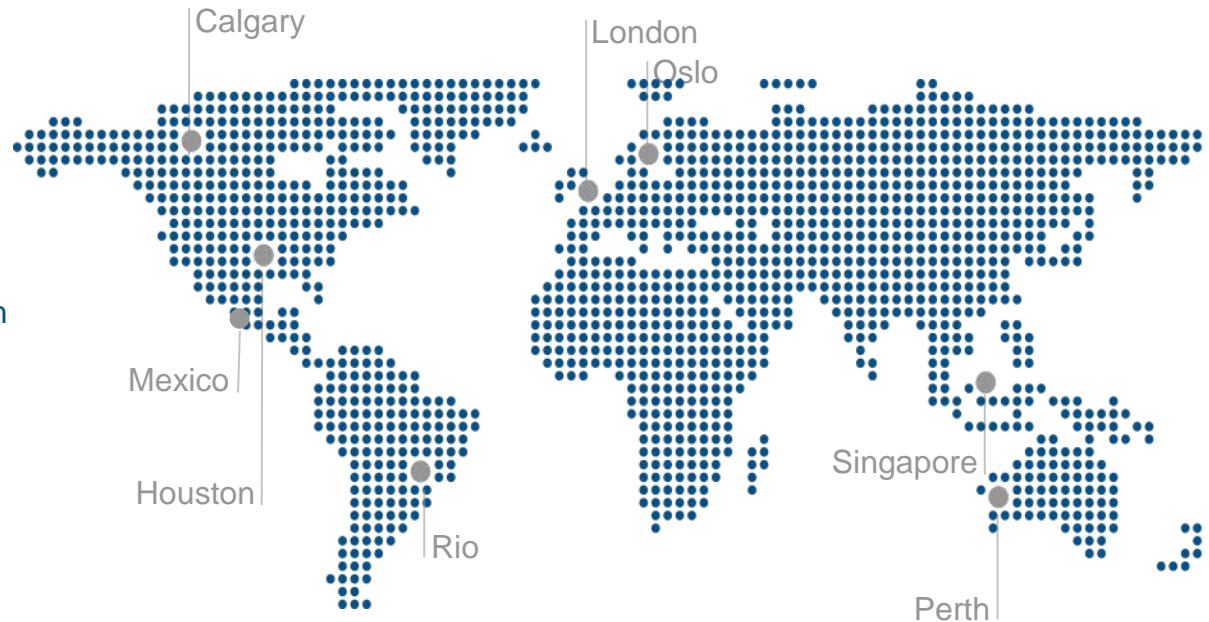 Calgary
London
Oslo
n
Mexico
Singapore
Houston
Rio
Perth